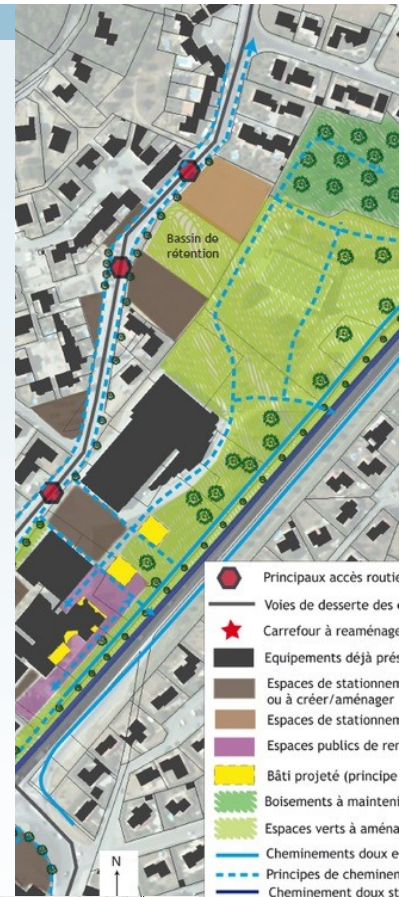 Bassin de
rétention
Principaux accès routie
Voies de desserte des
Carrefour à reaménage
Equipements déjà prés
Espaces de stationnem
ou à créer/aménager
Espaces de stationnem
Espaces publics de ren
Bâti projeté (principe
Boisements à mainteni
Espaces verts à aména
Cheminements doux e
Principes de cheminem
Cheminement doux st
N